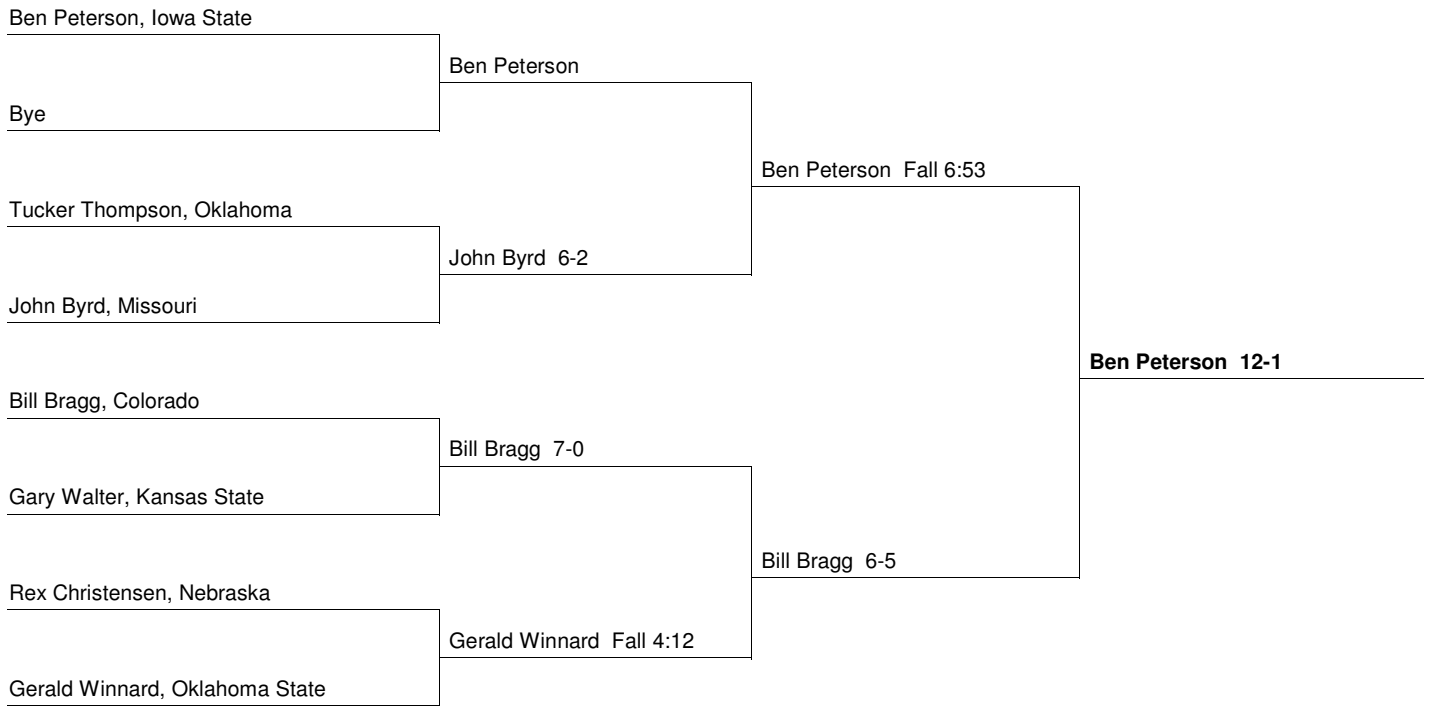 Ben Peterson, Iowa State
Ben Peterson
Bye
Ben Peterson  Fall 6:53
Tucker Thompson, Oklahoma
John Byrd  6-2
John Byrd, Missouri
Ben Peterson  12-1
Bill Bragg, Colorado
Bill Bragg  7-0
Gary Walter, Kansas State
Bill Bragg  6-5
Rex Christensen, Nebraska
Gerald Winnard  Fall 4:12
Gerald Winnard, Oklahoma State